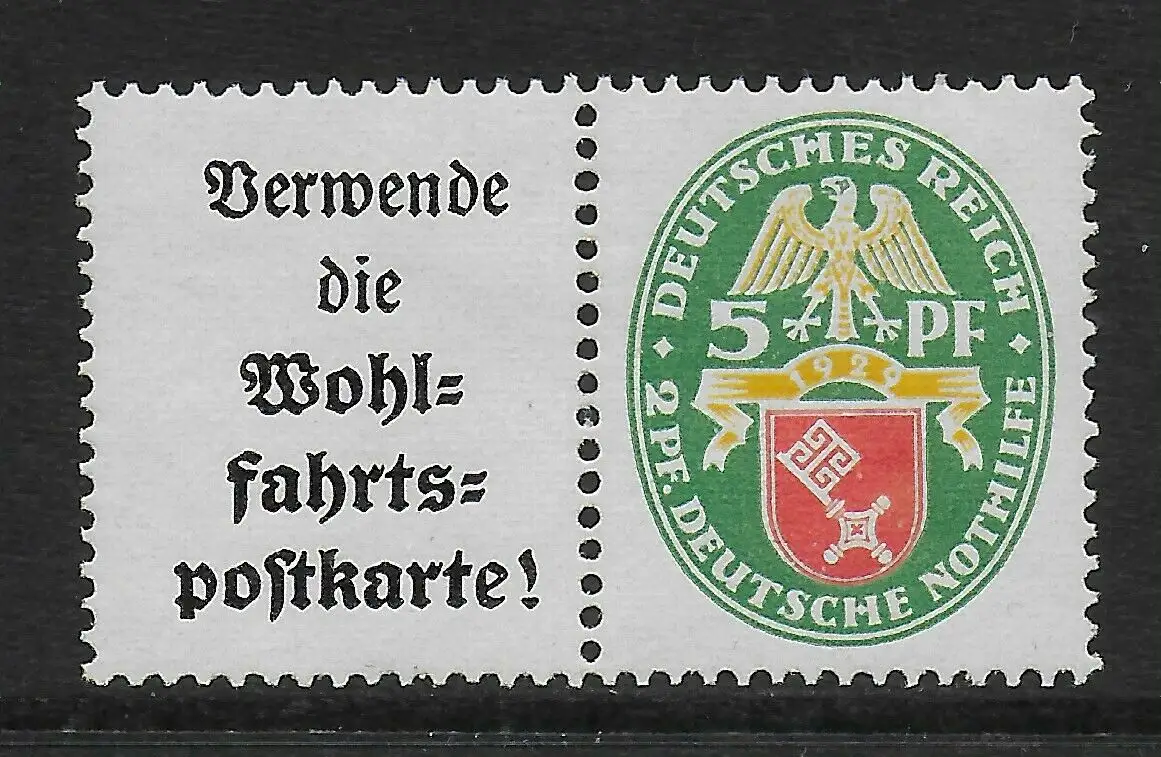 Verwende
die
Wohl=
fahrts=
poſtkarte!
DEUTSCHES REICH
5 PF
1929
2 PF. DEUTSCHE NOTHILFE